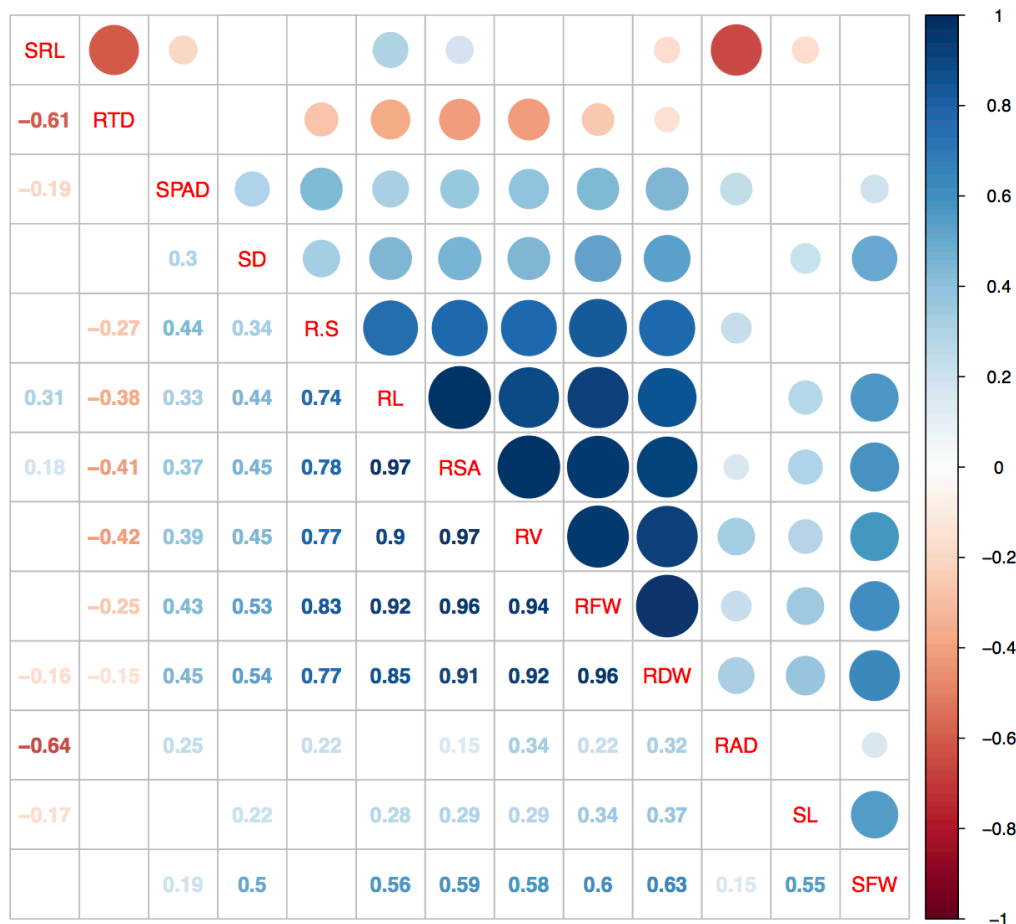 SRL
−0.61 RTD
−0.19 SPAD
0.3 SD
−0.27 0.44 0.34 R.S
0.31 −0.38 0.33 0.44 0.74 RL
0.18 −0.41 0.37 0.45 0.78 0.97 RSA
−0.42 0.39 0.45 0.77 0.9 0.97 RV
−0.25 0.43 0.53 0.83 0.92 0.96 0.94 RFW
−0.16 −0.15 0.45 0.54 0.77 0.85 0.91 0.92 0.96 RDW
−0.64 0.25 0.22 0.15 0.34 0.22 0.32 RAD
−0.17 0.22 0.28 0.29 0.29 0.34 0.37 SL
0.19 0.5 0.56 0.59 0.58 0.6 0.63 0.15 0.55 SFW
1
0.8
0.6
0.4
0.2
0
−0.2
−0.4
−0.6
−0.8
−1